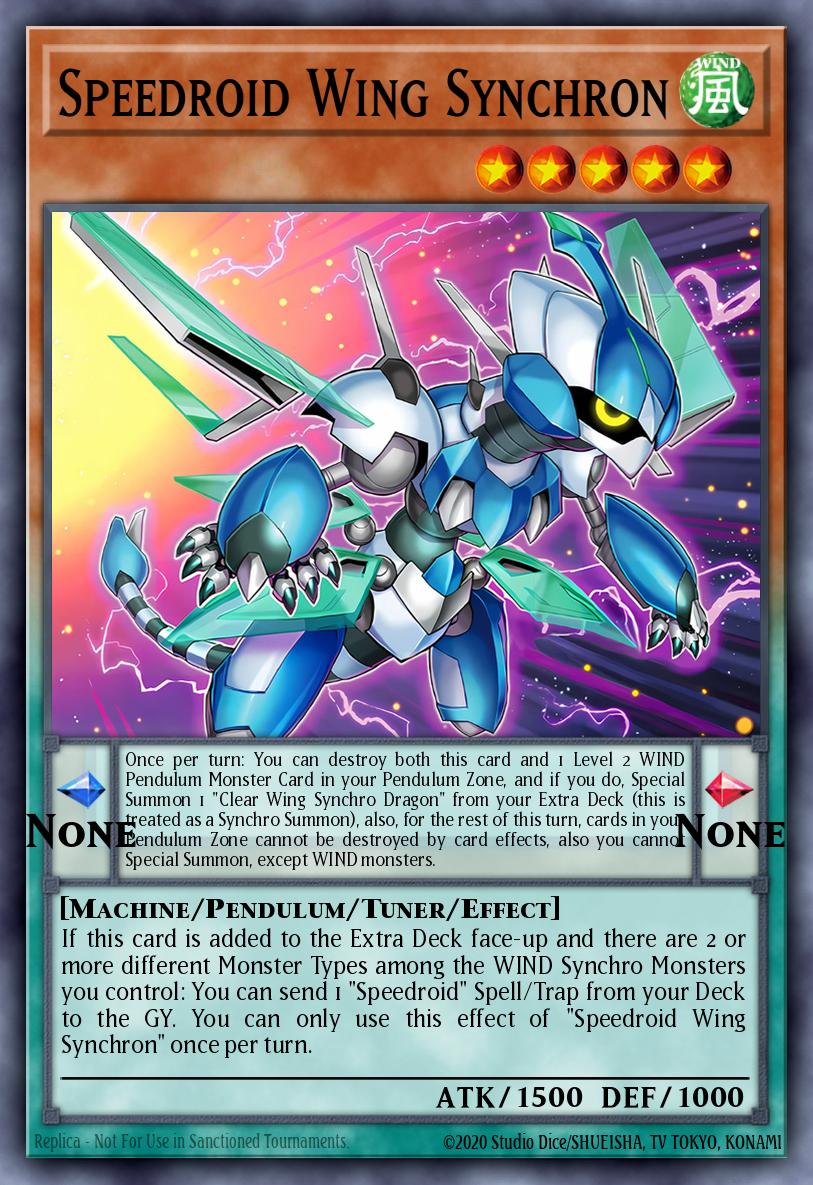 Speedroid Wing Synchron
WIND
風
Once per turn: You can destroy both this card and 1 Level 2 WIND
Pendulum Monster Card in your Pendulum Zone, and if you do, Special
Summon 1 "Clear Wing Synchro Dragon" from your Extra Deck (this is
treated as a Synchro Summon), also, for the rest of this turn, cards in your
Pendulum Zone cannot be destroyed by card effects, also you cannot
Special Summon, except WIND monsters.
None
None
[Machine/Pendulum/Tuner/Effect]
If this card is added to the Extra Deck face-up and there are 2 or
more different Monster Types among the WIND Synchro Monsters
you control: You can send 1 "Speedroid" Spell/Trap from your Deck
to the GY. You can only use this effect of "Speedroid Wing
Synchron" once per turn.
ATK/1500 DEF/1000
Replica - Not For Use in Sanctioned Tournaments.
©2020 Studio Dice/SHUEISHA, TV TOKYO, KONAMI